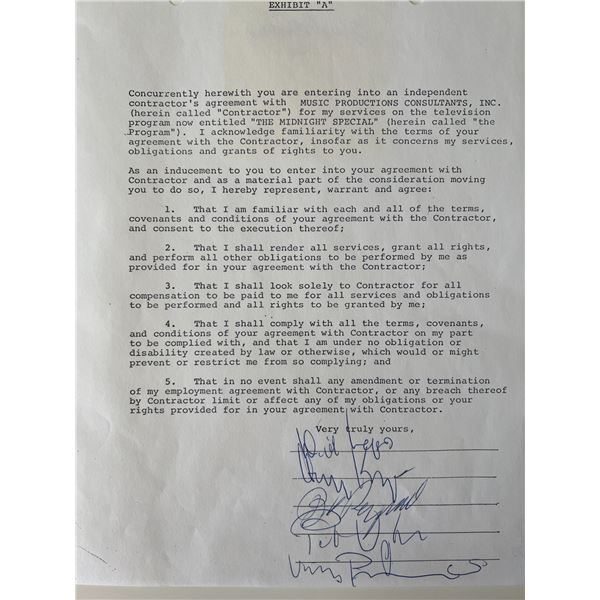 EXHIBIT "A"
Concurrently herewith you are entering into an independent
contractor's agreement with MUSIC PRODUCTIONS CONSULTANTS, INC.
(herein called "Contractor") for my services on the television
program now entitled "THE MIDNIGHT SPECIAL" (herein called "the
Program"). I acknowledge familiarity with the terms of your
agreement with the Contractor, insofar as it concerns my services,
obligations and grants of rights to you.
As an inducement to you to enter into your agreement with
Contractor and as a material part of the consideration moving
you to do so, I hereby represent, warrant and agree:
1. That I am familiar with each and all of the terms,
covenants and conditions of your agreement with the Contractor,
and consent to the execution thereof;
2. That I shall render all services, grant all rights,
and perform all other obligations to be performed by me as
provided for in your agreement with the Contractor;
3. That I shall look solely to Contractor for all
compensation to be paid to me for all services and obligations
to be performed and all rights to be granted by me;
4. That I shall comply with all the terms, covenants,
and conditions of your agreement with Contractor on my part
to be complied with, and that I am under no obligation or
disability created by law or otherwise, which would or might
prevent or restrict me from so complying; and
5. That in no event shall any amendment or termination
of my employment agreement with Contractor, or any breach thereof
by Contractor limit or affect any of my obligations or your
rights provided for in your agreement with Contractor.
Very truly yours,